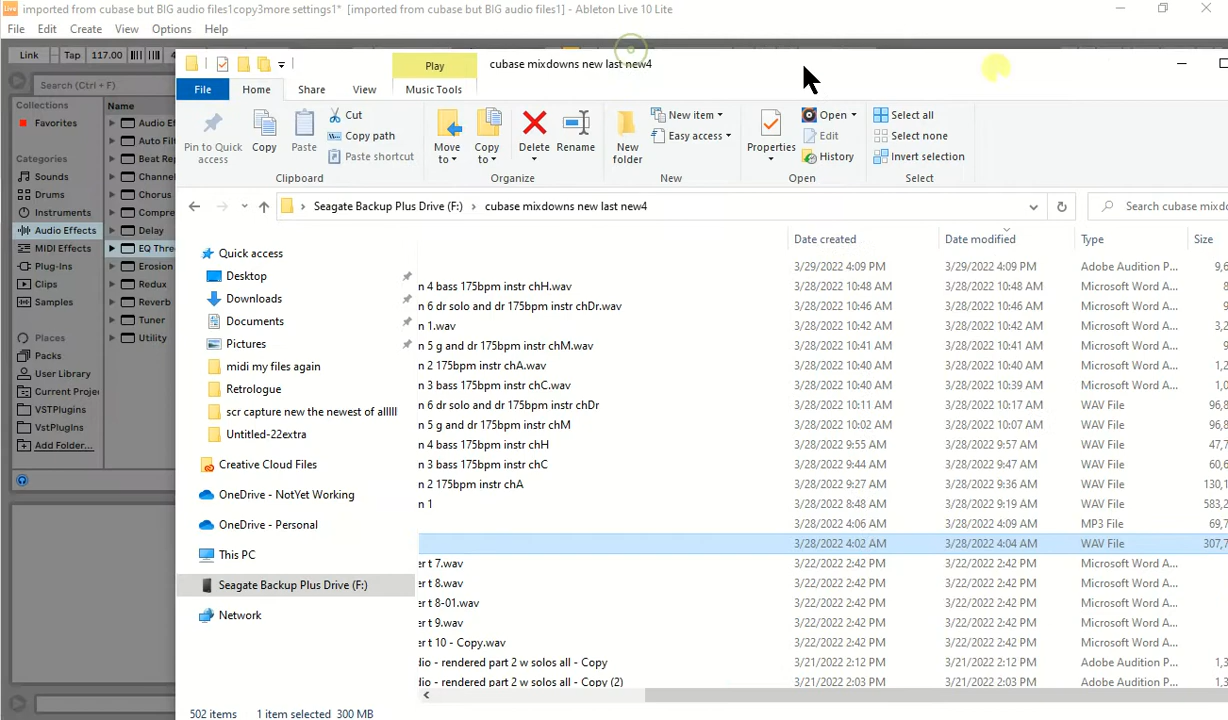 imported from cubase but BIG audio files1copy3more settings1* [imported from cubase but BIG audio files1] - Ableton Live 10 Lite
File Edit Create View Options Help
Link Tap 117.00
cubase mixdowns new last new4
Play
File Home Share View Music Tools
Search (Ctrl + F)
Collections
Favorites
Categories
Sounds
Drums
Instruments
Audio Effects
MIDI Effects
Plug-Ins
Clips
Samples
Places
Packs
User Library
Current Projec
VSTPlugins
VstPlugins
Add Folder...
Name
Audio Ef
Auto Filt
Beat Rep
Channel
Chorus
Compre
Delay
EQ Thre
Erosion
Redux
Reverb
Tuner
Utility
Pin to Quick access
Copy
Paste
Cut
Copy path
Paste shortcut
Clipboard
Move to
Copy to
Delete
Rename
Organize
New folder
New item
Easy access
New
Properties
Open
Edit
History
Open
Select all
Select none
Invert selection
Select
Seagate Backup Plus Drive (F:) › cubase mixdowns new last new4
Search cubase mixdo
Quick access
Desktop
Downloads
Documents
Pictures
midi my files again
Retrologue
scr capture new the newest of alllll
Untitled-22extra
Creative Cloud Files
OneDrive - NotYet Working
OneDrive - Personal
This PC
Seagate Backup Plus Drive (F:)
Network
Date created Date modified Type Size
3/29/2022 4:09 PM 3/29/2022 4:09 PM Adobe Audition P... 9,6
n 4 bass 175bpm instr chH.wav 3/28/2022 10:48 AM 3/28/2022 10:48 AM Microsoft Word A...
n 6 dr solo and dr 175bpm instr chDr.wav 3/28/2022 10:46 AM 3/28/2022 10:46 AM Microsoft Word A...
n 1.wav 3/28/2022 10:42 AM 3/28/2022 10:42 AM Microsoft Word A... 3,2
n 5 g and dr 175bpm instr chM.wav 3/28/2022 10:41 AM 3/28/2022 10:41 AM Microsoft Word A...
n 2 175bpm instr chA.wav 3/28/2022 10:40 AM 3/28/2022 10:40 AM Microsoft Word A... 1,2
n 3 bass 175bpm instr chC.wav 3/28/2022 10:40 AM 3/28/2022 10:39 AM Microsoft Word A...
n 6 dr solo and dr 175bpm instr chDr 3/28/2022 10:11 AM 3/28/2022 10:17 AM WAV File 96,8
n 5 g and dr 175bpm instr chM 3/28/2022 10:02 AM 3/28/2022 10:07 AM WAV File 96,8
n 4 bass 175bpm instr chH 3/28/2022 9:55 AM 3/28/2022 9:57 AM WAV File 47,7
n 3 bass 175bpm instr chC 3/28/2022 9:44 AM 3/28/2022 9:47 AM WAV File 60,6
n 2 175bpm instr chA 3/28/2022 9:27 AM 3/28/2022 9:36 AM WAV File 130,1
n 1 3/28/2022 8:48 AM 3/28/2022 9:19 AM WAV File 583,2
3/28/2022 4:06 AM 3/28/2022 4:09 AM MP3 File 69,7
3/28/2022 4:02 AM 3/28/2022 4:04 AM WAV File 307,7
er t 7.wav 3/22/2022 2:42 PM 3/22/2022 2:42 PM Microsoft Word A...
er t 8.wav 3/22/2022 2:42 PM 3/22/2022 2:42 PM Microsoft Word A...
er t 8-01.wav 3/22/2022 2:42 PM 3/22/2022 2:42 PM Microsoft Word A...
er t 9.wav 3/22/2022 2:42 PM 3/22/2022 2:42 PM Microsoft Word A...
er t 10 - Copy.wav 3/22/2022 2:42 PM 3/22/2022 2:42 PM Microsoft Word A...
dio - rendered part 2 w solos all - Copy 3/21/2022 2:12 PM 3/21/2022 2:12 PM Adobe Audition P... 1,3
dio - rendered part 2 w solos all - Copy (2) 3/21/2022 2:03 PM 3/21/2022 2:03 PM Adobe Audition P... 1,3
502 items 1 item selected 300 MB